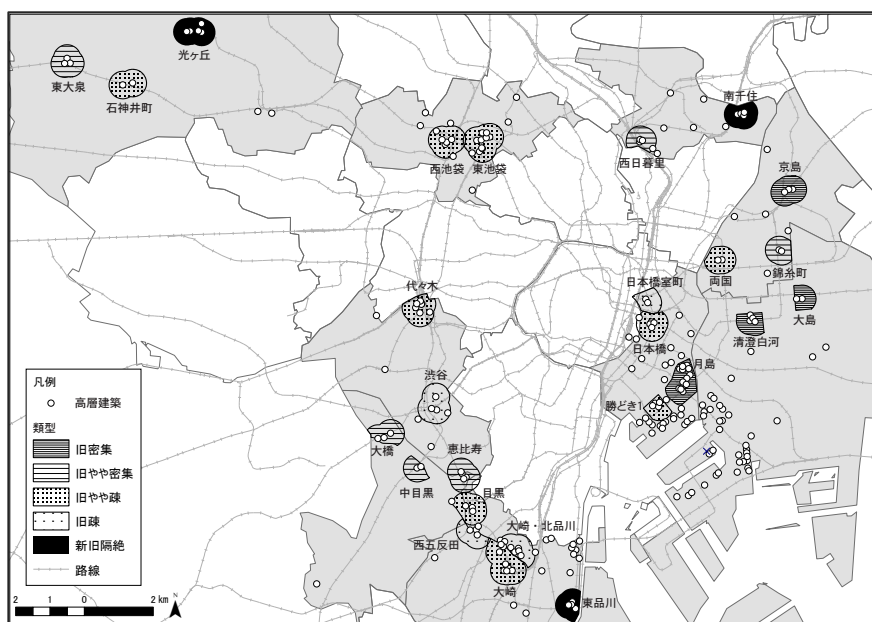 光ヶ丘
東大泉
石神井町
南千住
西日暮里
西池袋
東池袋
京島
両国
錦糸町
代々木
日本橋室町
大島
日本橋
清澄白河
月島
渋谷
勝どき1
大橋
恵比寿
中目黒
目黒
大崎・北品川
西五反田
大崎
東品川
凡例
高層建築
類型
旧密集
旧やや密集
旧やや疎
旧疎
新旧隔絶
路線
2 1 0 2 km
N